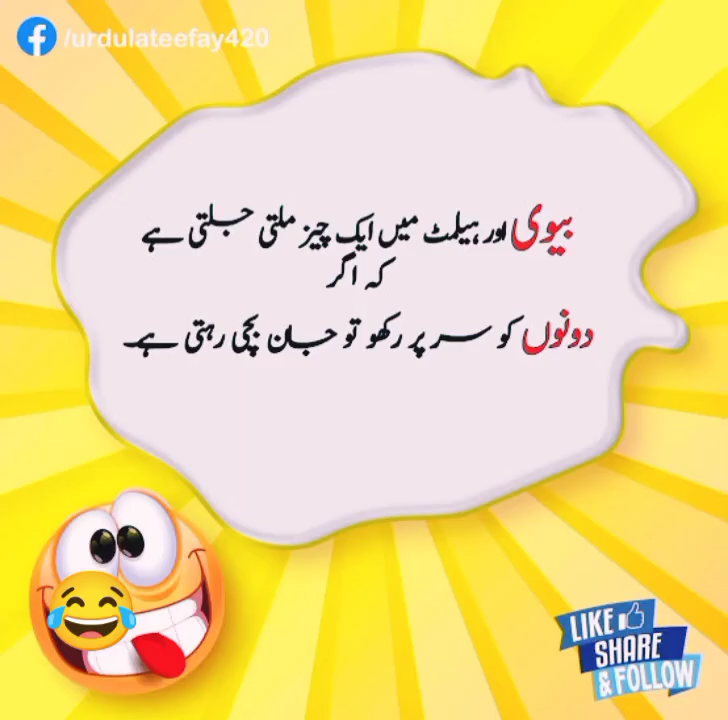 /urdulateefay420
بیوی اور ہیلمٹ میں ایک چیز ملتی جلتی ہے
کہ اگر
دونوں کو سر پر رکھو تو جان بچی رہتی ہے۔
LIKE
SHARE
& FOLLOW